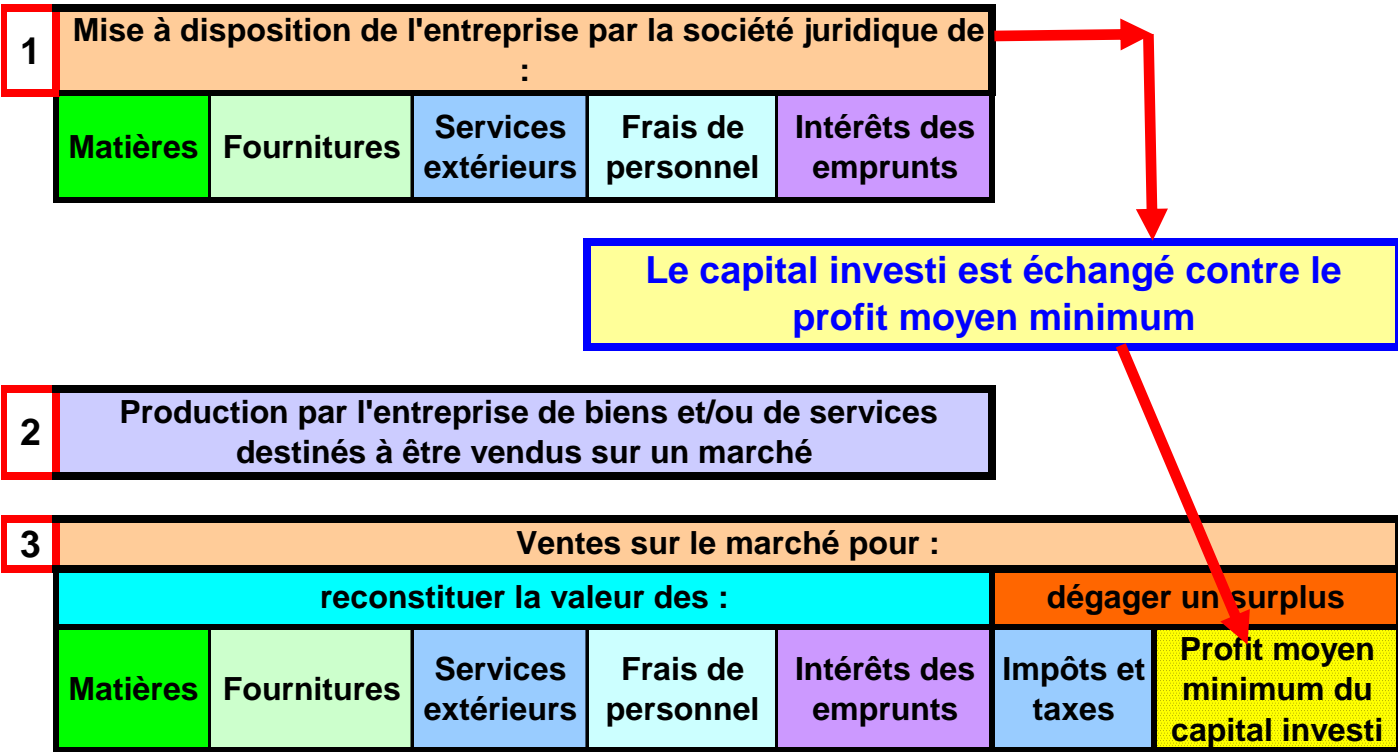 1
Mise à disposition de l'entreprise par la société juridique de
:
Matières
Fournitures
Services
extérieurs
Frais de
personnel
Intérêts des
emprunts
Le capital investi est échangé contre le
profit moyen minimum
2
Production par l'entreprise de biens et/ou de services
destinés à être vendus sur un marché
3
Ventes sur le marché pour :
reconstituer la valeur des :
dégager un surplus
Matières
Fournitures
Services
extérieurs
Frais de
personnel
Intérêts des
emprunts
Impôts et
taxes
Profit moyen
minimum du
capital investi